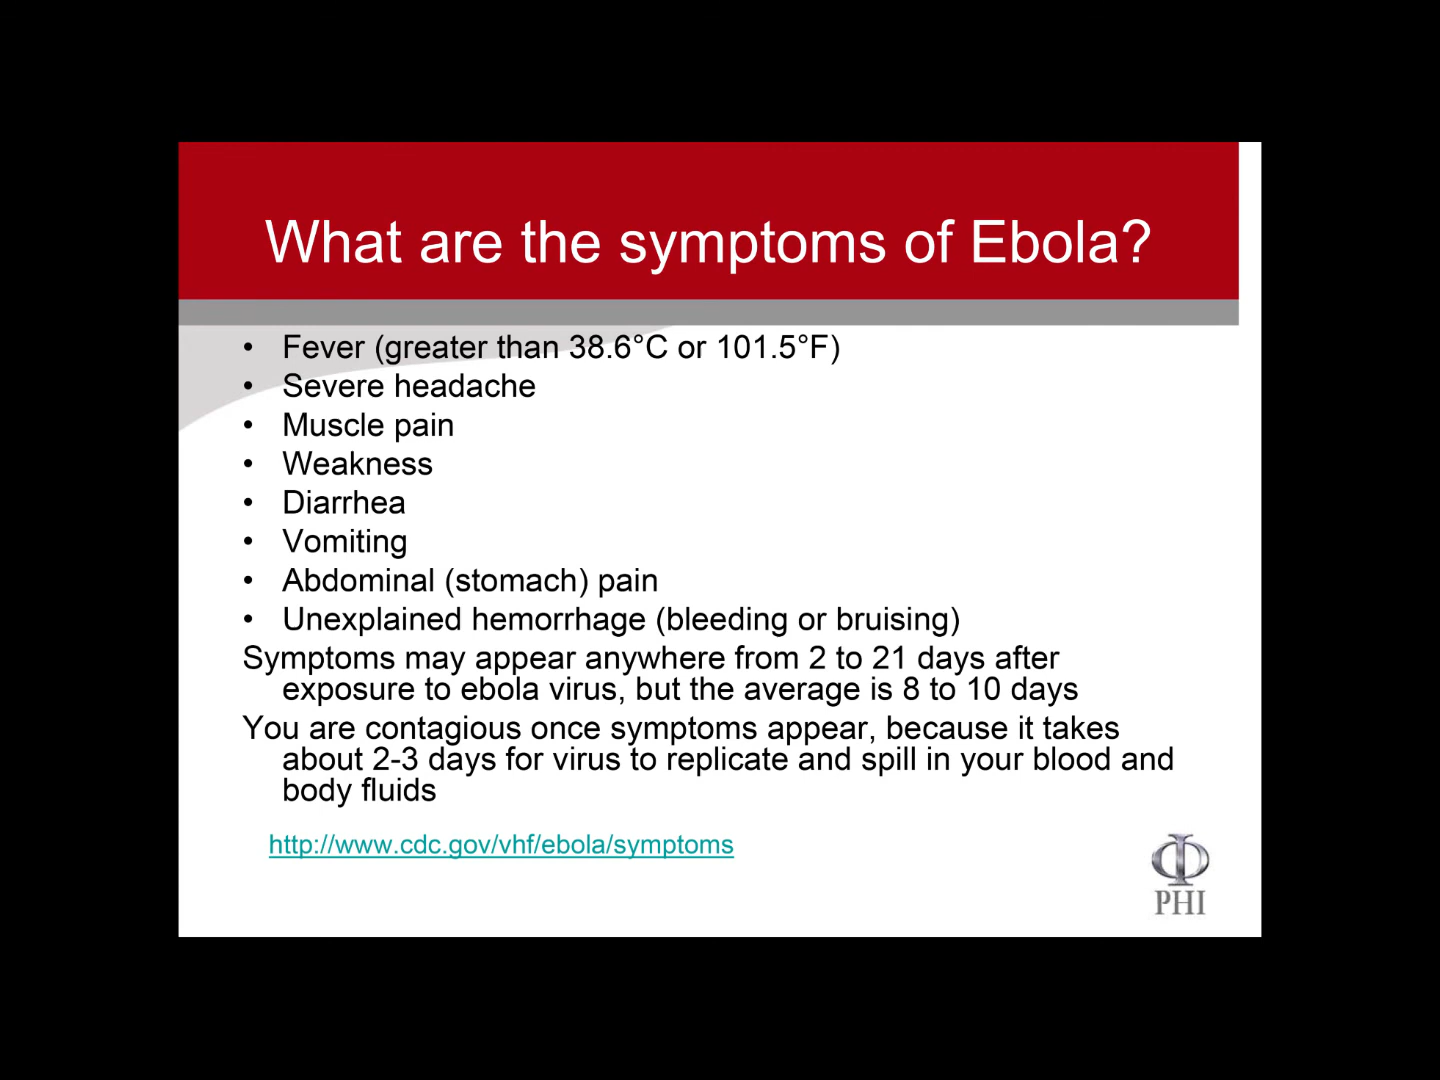 What are the symptoms of Ebola?
• Fever (greater than 38.6°C or 101.5°F)
• Severe headache
• Muscle pain
• Weakness
• Diarrhea
• Vomiting
• Abdominal (stomach) pain
• Unexplained hemorrhage (bleeding or bruising)
Symptoms may appear anywhere from 2 to 21 days after
exposure to ebola virus, but the average is 8 to 10 days
You are contagious once symptoms appear, because it takes
about 2-3 days for virus to replicate and spill in your blood and
body fluids
http://www.cdc.gov/vhf/ebola/symptoms
Φ
PHI